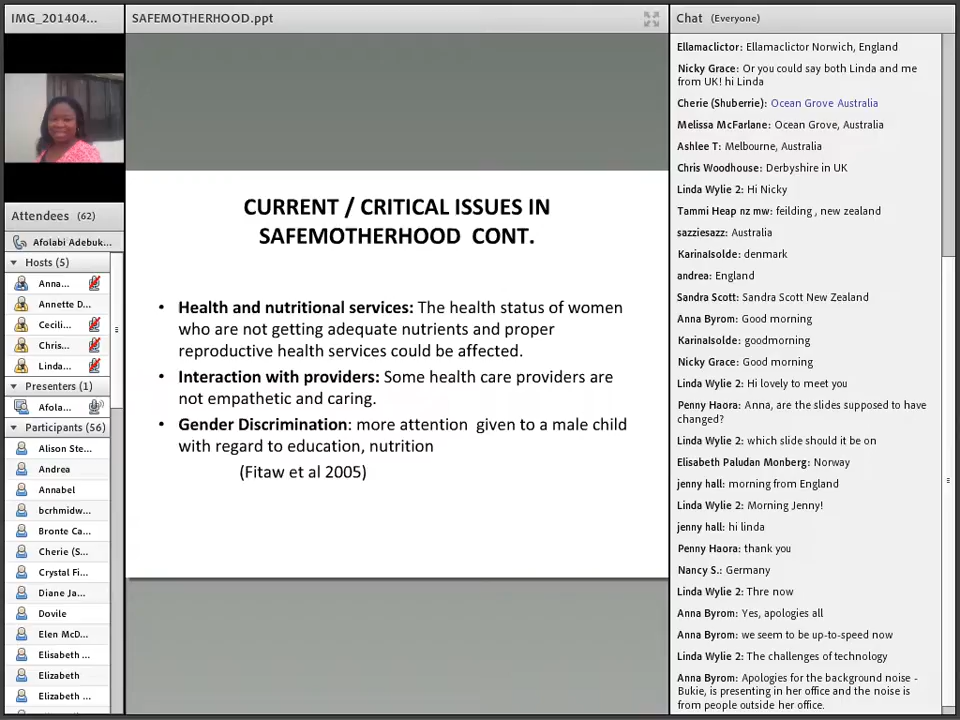 IMG_201404...
SAFEMOTHERHOOD.ppt
Attendees (62)
Afolabi Adebuk...
Hosts (5)
Anna...
Annette D...
Cecili...
Chris...
Linda...
Presenters (1)
Afola...
Participants (56)
Alison Ste...
Andrea
Annabel
bcrhmidw...
Bronte Ca...
Cherie (S...
Crystal Fi...
Diane Ja...
Dovile
Elen McD...
Elisabeth ...
Elizabeth
Elizabeth ...
CURRENT / CRITICAL ISSUES IN
SAFEMOTHERHOOD CONT.
• Health and nutritional services: The health status of women
who are not getting adequate nutrients and proper
reproductive health services could be affected.
• Interaction with providers: Some health care providers are
not empathetic and caring.
• Gender Discrimination: more attention given to a male child
with regard to education, nutrition
(Fitaw et al 2005)
Chat (Everyone)
Ellamaclictor: Ellamaclictor Norwich, England
Nicky Grace: Or you could say both Linda and me
from UK! hi Linda
Cherie (Shuberrie): Ocean Grove Australia
Melissa McFarlane: Ocean Grove, Australia
Ashlee T: Melbourne, Australia
Chris Woodhouse: Derbyshire in UK
Linda Wylie 2: Hi Nicky
Tammi Heap nz mw: feilding , new zealand
sazziesazz: Australia
KarinaIsolde: denmark
andrea: England
Sandra Scott: Sandra Scott New Zealand
Anna Byrom: Good morning
KarinaIsolde: goodmorning
Nicky Grace: Good morning
Linda Wylie 2: Hi lovely to meet you
Penny Haora: Anna, are the slides supposed to have
changed?
Linda Wylie 2: which slide should it be on
Elisabeth Paludan Monberg: Norway
jenny hall: morning from England
Linda Wylie 2: Morning Jenny!
jenny hall: hi linda
Penny Haora: thank you
Nancy S.: Germany
Linda Wylie 2: Thre now
Anna Byrom: Yes, apologies all
Anna Byrom: we seem to be up-to-speed now
Linda Wylie 2: The challenges of technology
Anna Byrom: Apologies for the background noise -
Bukie, is presenting in her office and the noise is
from people outside her office.